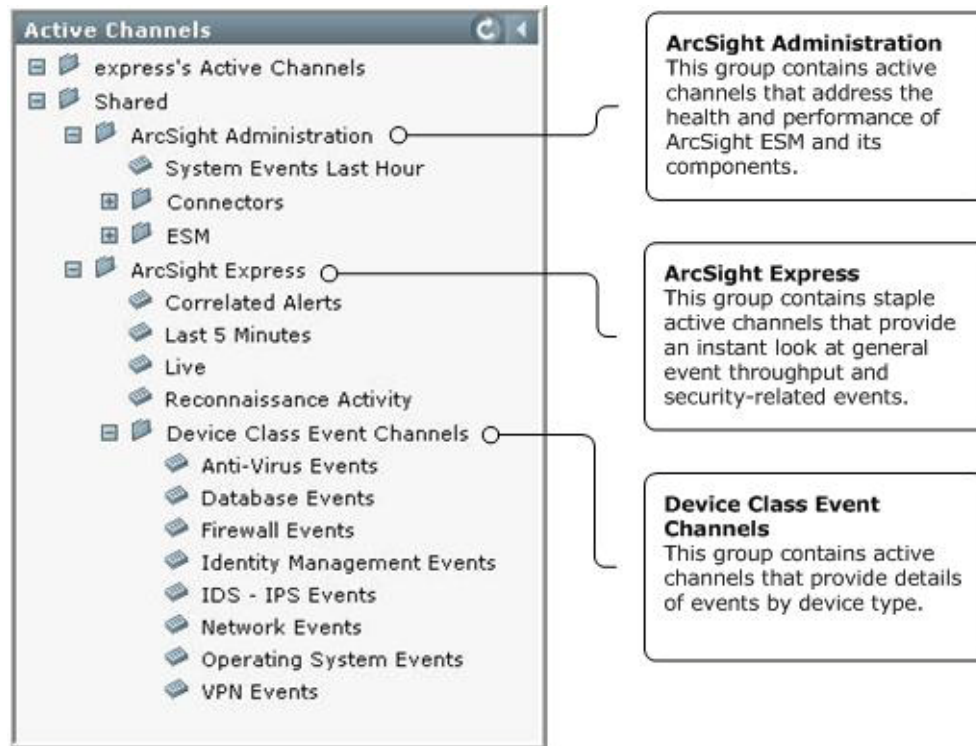 Active Channels
express's Active Channels
Shared
ArcSight Administration
System Events Last Hour
Connectors
ESM
ArcSight Express
Correlated Alerts
Last 5 Minutes
Live
Reconnaissance Activity
Device Class Event Channels
Anti-Virus Events
Database Events
Firewall Events
Identity Management Events
IDS - IPS Events
Network Events
Operating System Events
VPN Events
ArcSight Administration
This group contains active
channels that address the
health and performance of
ArcSight ESM and its
components.
ArcSight Express
This group contains staple
active channels that provide
an instant look at general
event throughput and
security-related events.
Device Class Event
Channels
This group contains active
channels that provide details
of events by device type.